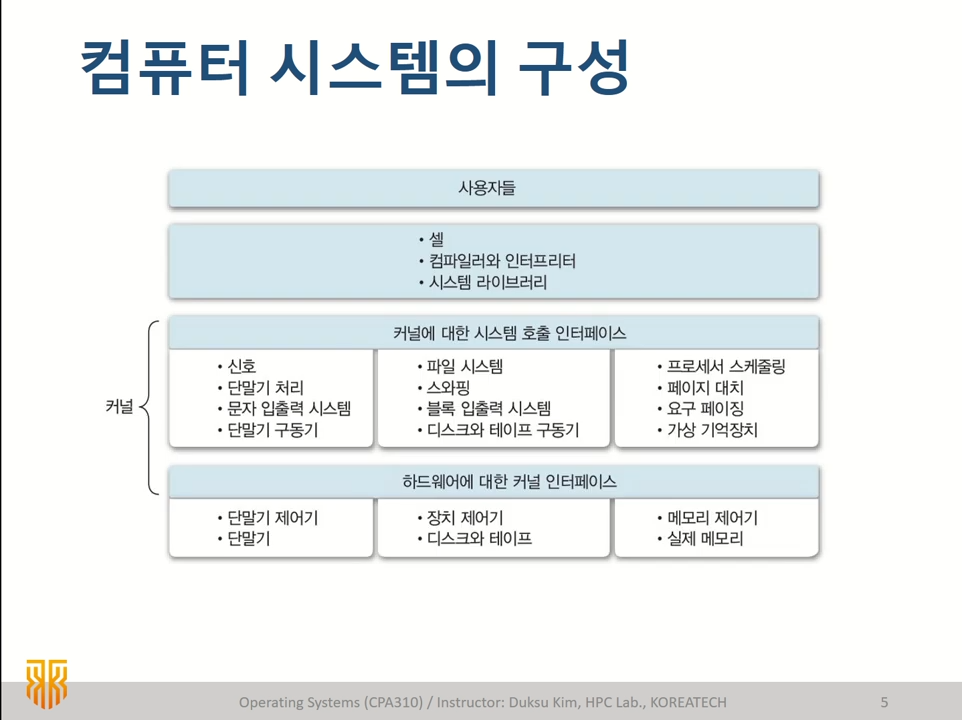 컴퓨터 시스템의 구성
사용자들
• 셸
• 컴파일러와 인터프리터
• 시스템 라이브러리
커널
커널에 대한 시스템 호출 인터페이스
• 신호
• 단말기 처리
• 문자 입출력 시스템
• 단말기 구동기
• 파일 시스템
• 스와핑
• 블록 입출력 시스템
• 디스크와 테이프 구동기
• 프로세서 스케줄링
• 페이지 대치
• 요구 페이징
• 가상 기억장치
하드웨어에 대한 커널 인터페이스
• 단말기 제어기
• 단말기
• 장치 제어기
• 디스크와 테이프
• 메모리 제어기
• 실제 메모리
Operating Systems (CPA310) / Instructor: Duksu Kim, HPC Lab., KOREATECH
5